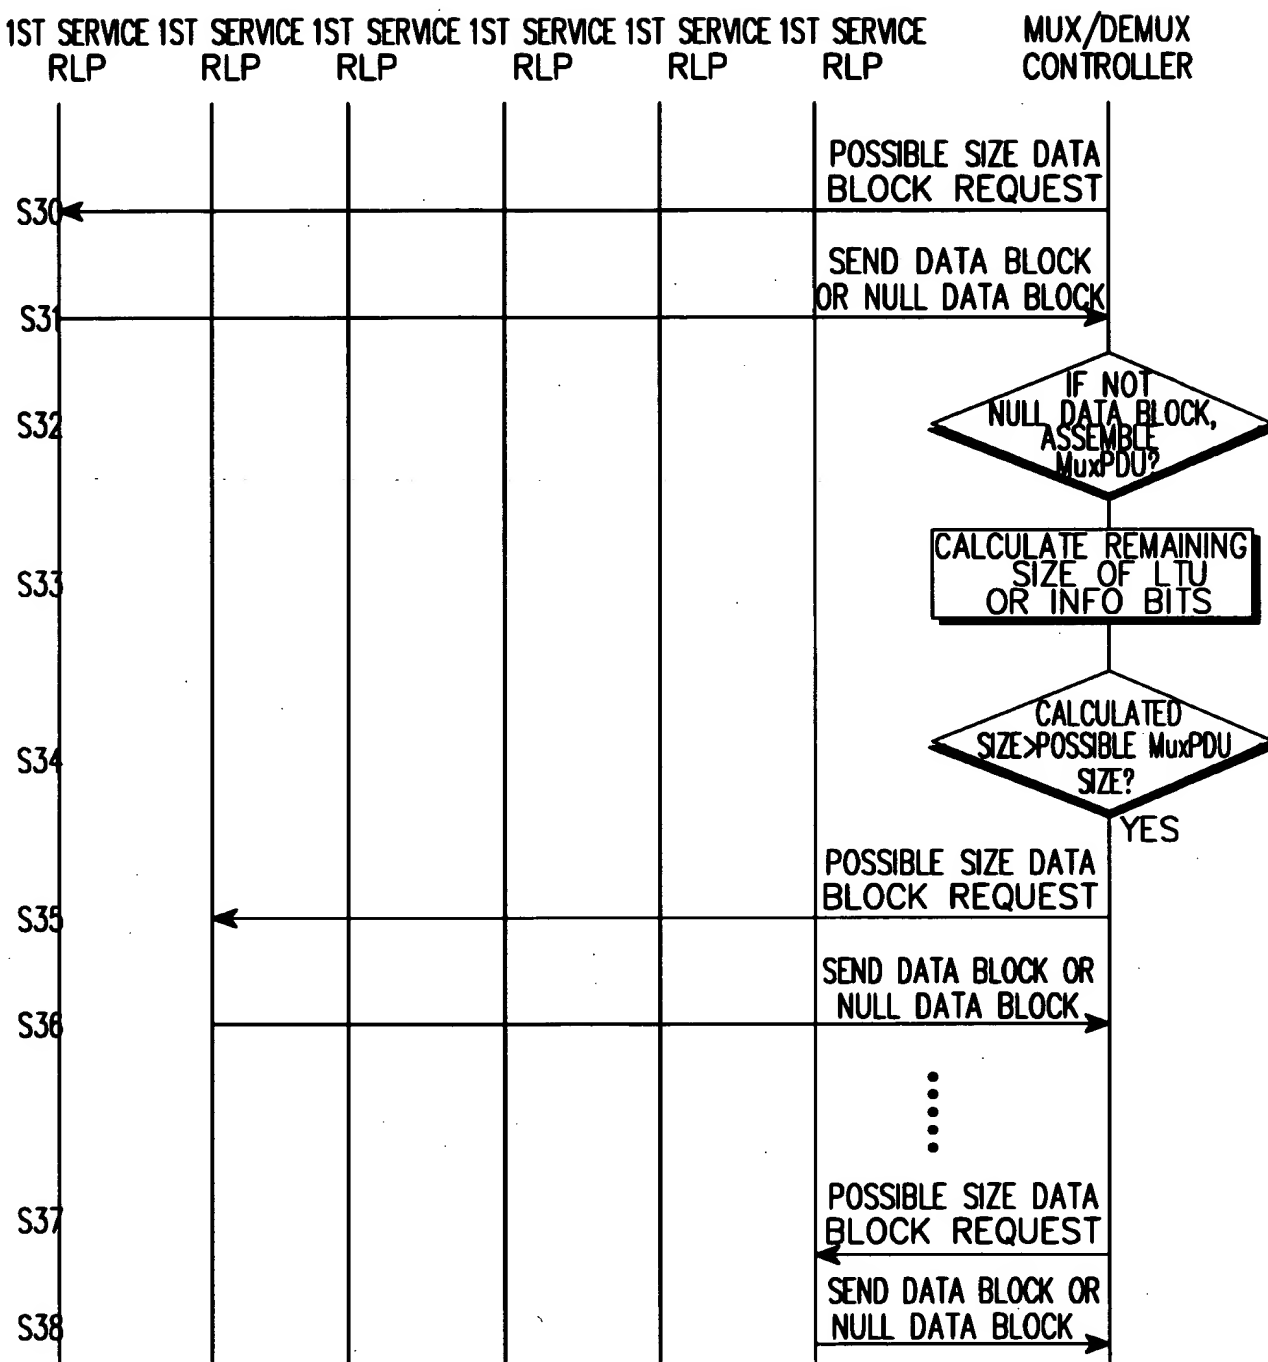 1ST SERVICE 1ST SERVICE 1ST SERVICE 1ST SERVICE 1ST SERVICE 1ST SERVICE MUX/DEMUX
RLP RLP RLP RLP RLP RLP CONTROLLER
POSSIBLE SIZE DATA
BLOCK REQUEST
S30
SEND DATA BLOCK
OR NULL DATA BLOCK
S31
IF NOT
NULL DATA BLOCK,
ASSEMBLE
MuxPDU?
S32
CALCULATE REMAINING
SIZE OF LTU
OR INFO BITS
S33
CALCULATED
SIZE>POSSIBLE MuxPDU
SIZE?
S34
YES
POSSIBLE SIZE DATA
BLOCK REQUEST
S35
SEND DATA BLOCK OR
NULL DATA BLOCK
S36
POSSIBLE SIZE DATA
BLOCK REQUEST
S37
SEND DATA BLOCK OR
NULL DATA BLOCK
S38